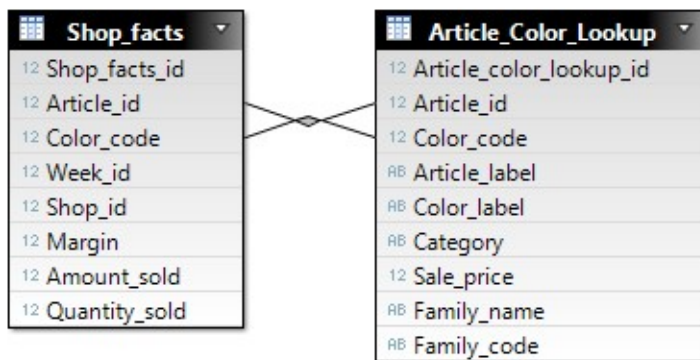 Shop_facts
12 Shop_facts_id
12 Article_id
12 Color_code
12 Week_id
12 Shop_id
12 Margin
12 Amount_sold
12 Quantity_sold
Article_Color_Lookup
12 Article_color_lookup_id
12 Article_id
12 Color_code
AB Article_label
AB Color_label
AB Category
12 Sale_price
AB Family_name
AB Family_code